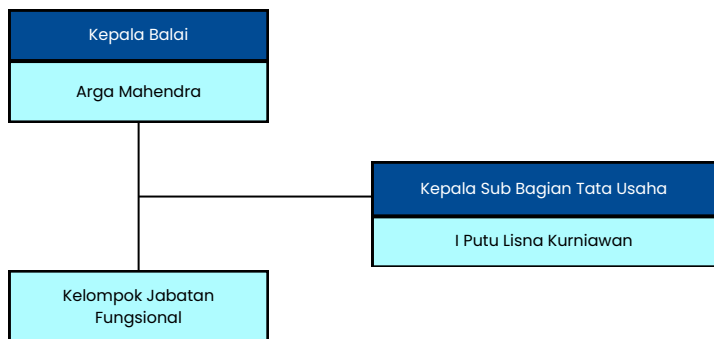 Kepala Balai
Arga Mahendra
Kepala Sub Bagian Tata Usaha
I Putu Lisna Kurniawan
Kelompok Jabatan
Fungsional